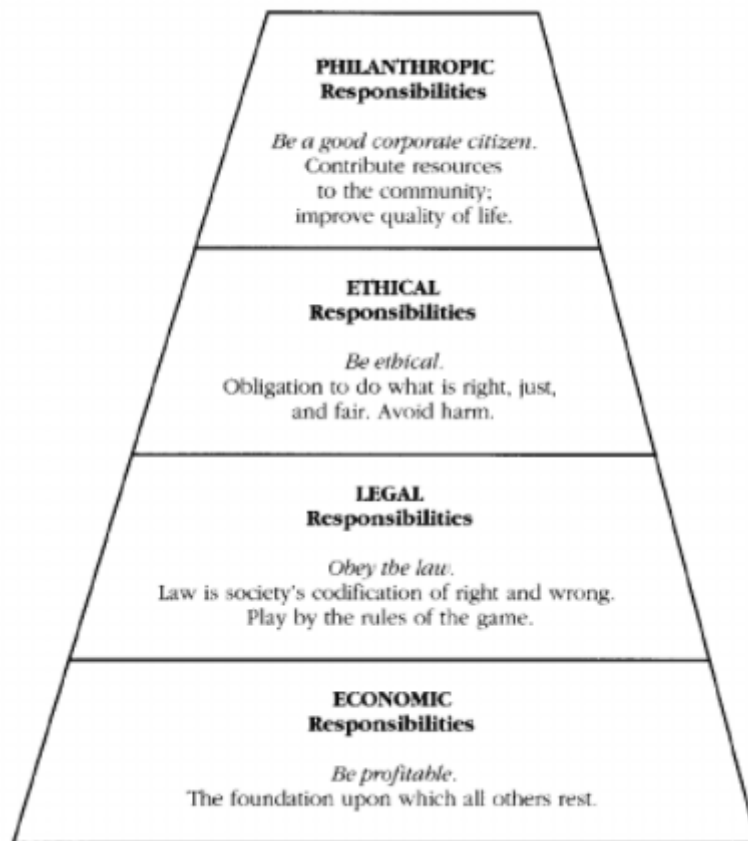 PHILANTHROPIC
Responsibilities
Be a good corporate citizen.
Contribute resources
to the community;
improve quality of life.
ETHICAL
Responsibilities
Be ethical.
Obligation to do what is right, just,
and fair. Avoid harm.
LEGAL
Responsibilities
Obey the law.
Law is society's codification of right and wrong.
Play by the rules of the game.
ECONOMIC
Responsibilities
Be profitable.
The foundation upon which all others rest.